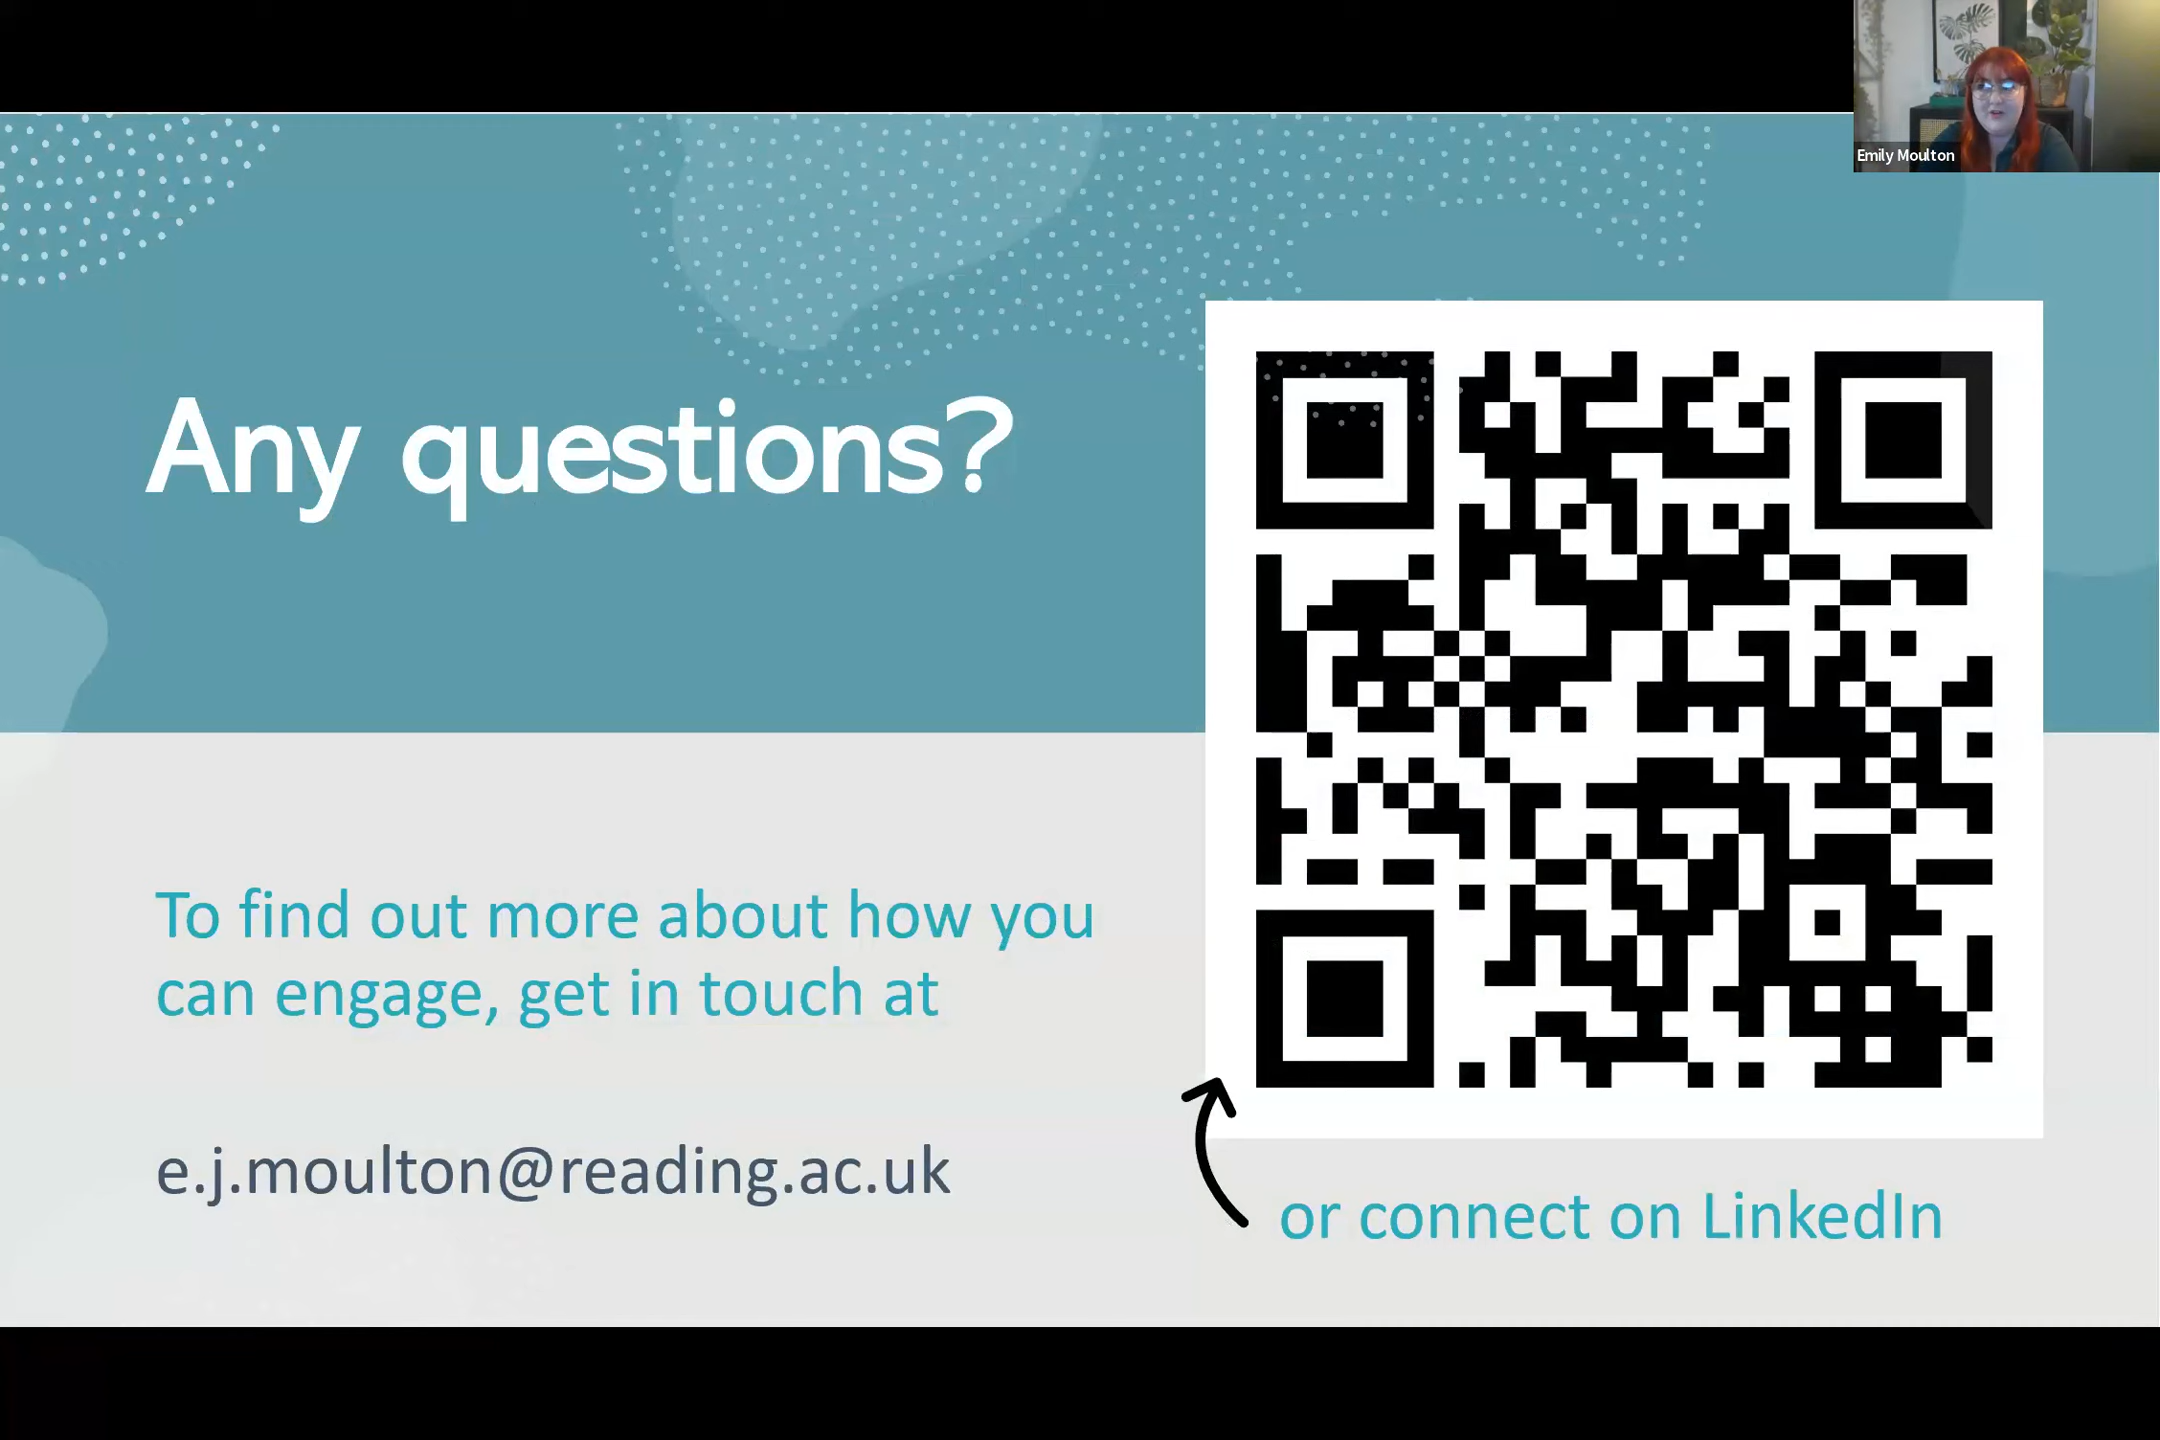 Emily Moulton
Any questions?
To find out more about how you
can engage, get in touch at
e.j.moulton@reading.ac.uk
or connect on LinkedIn